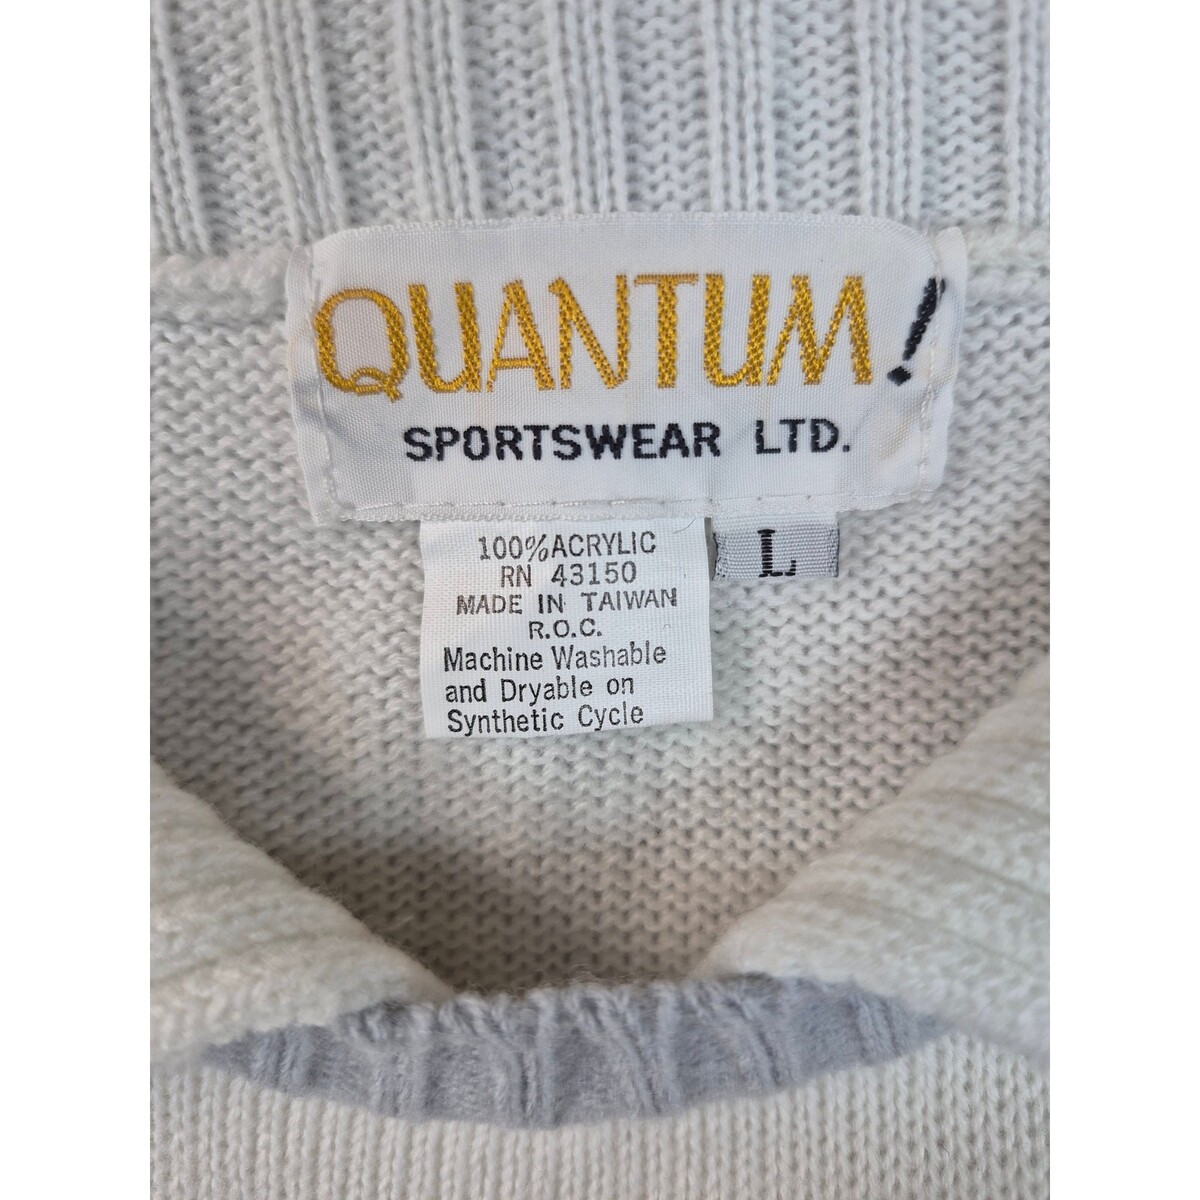 QUANTUM!
SPORTSWEAR LTD.
L
100% ACRYLIC
RN 43150
MADE IN TAIWAN
R.O.C.
Machine Washable
and Dryable on
Synthetic Cycle